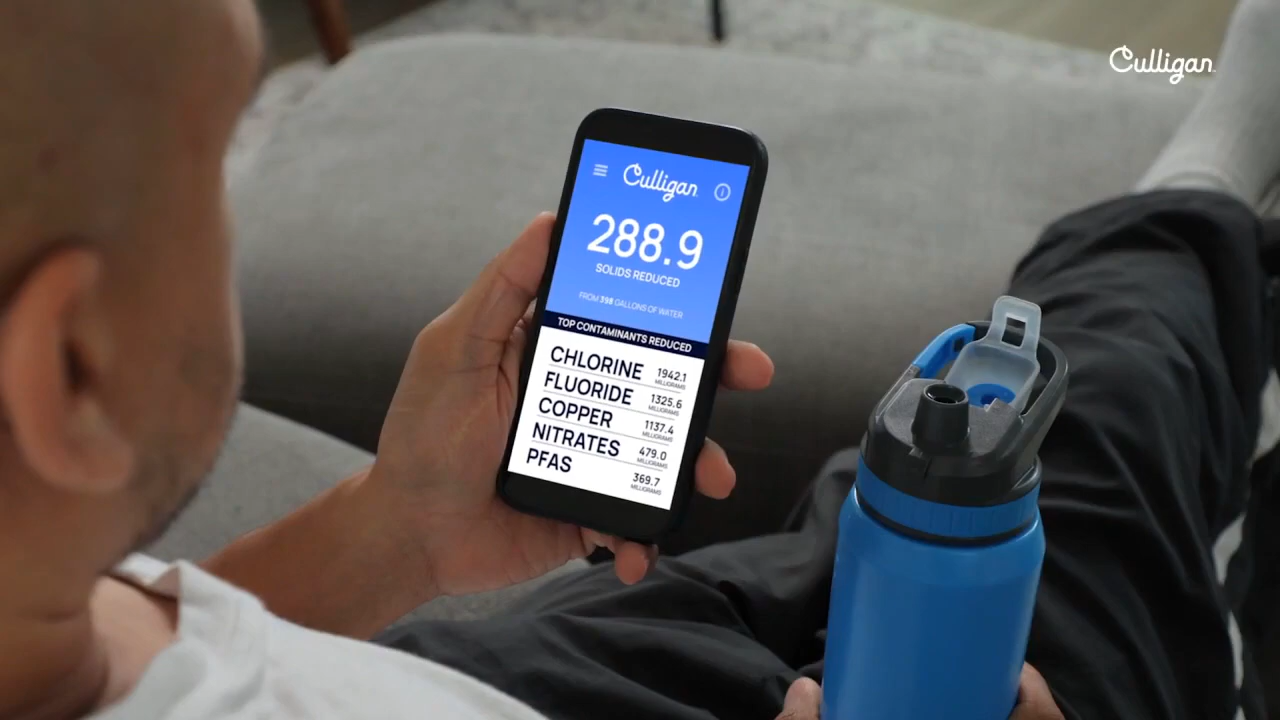 Culligan
Culligan
288.9
SOLIDS REDUCED
FROM 398 GALLONS OF WATER
TOP CONTAMINANTS REDUCED
CHLORINE 1942.1
MILLIGRAMS
FLUORIDE 1325.6
MILLIGRAMS
COPPER 1137.4
MILLIGRAMS
NITRATES 479.0
MILLIGRAMS
PFAS 369.7
MILLIGRAMS